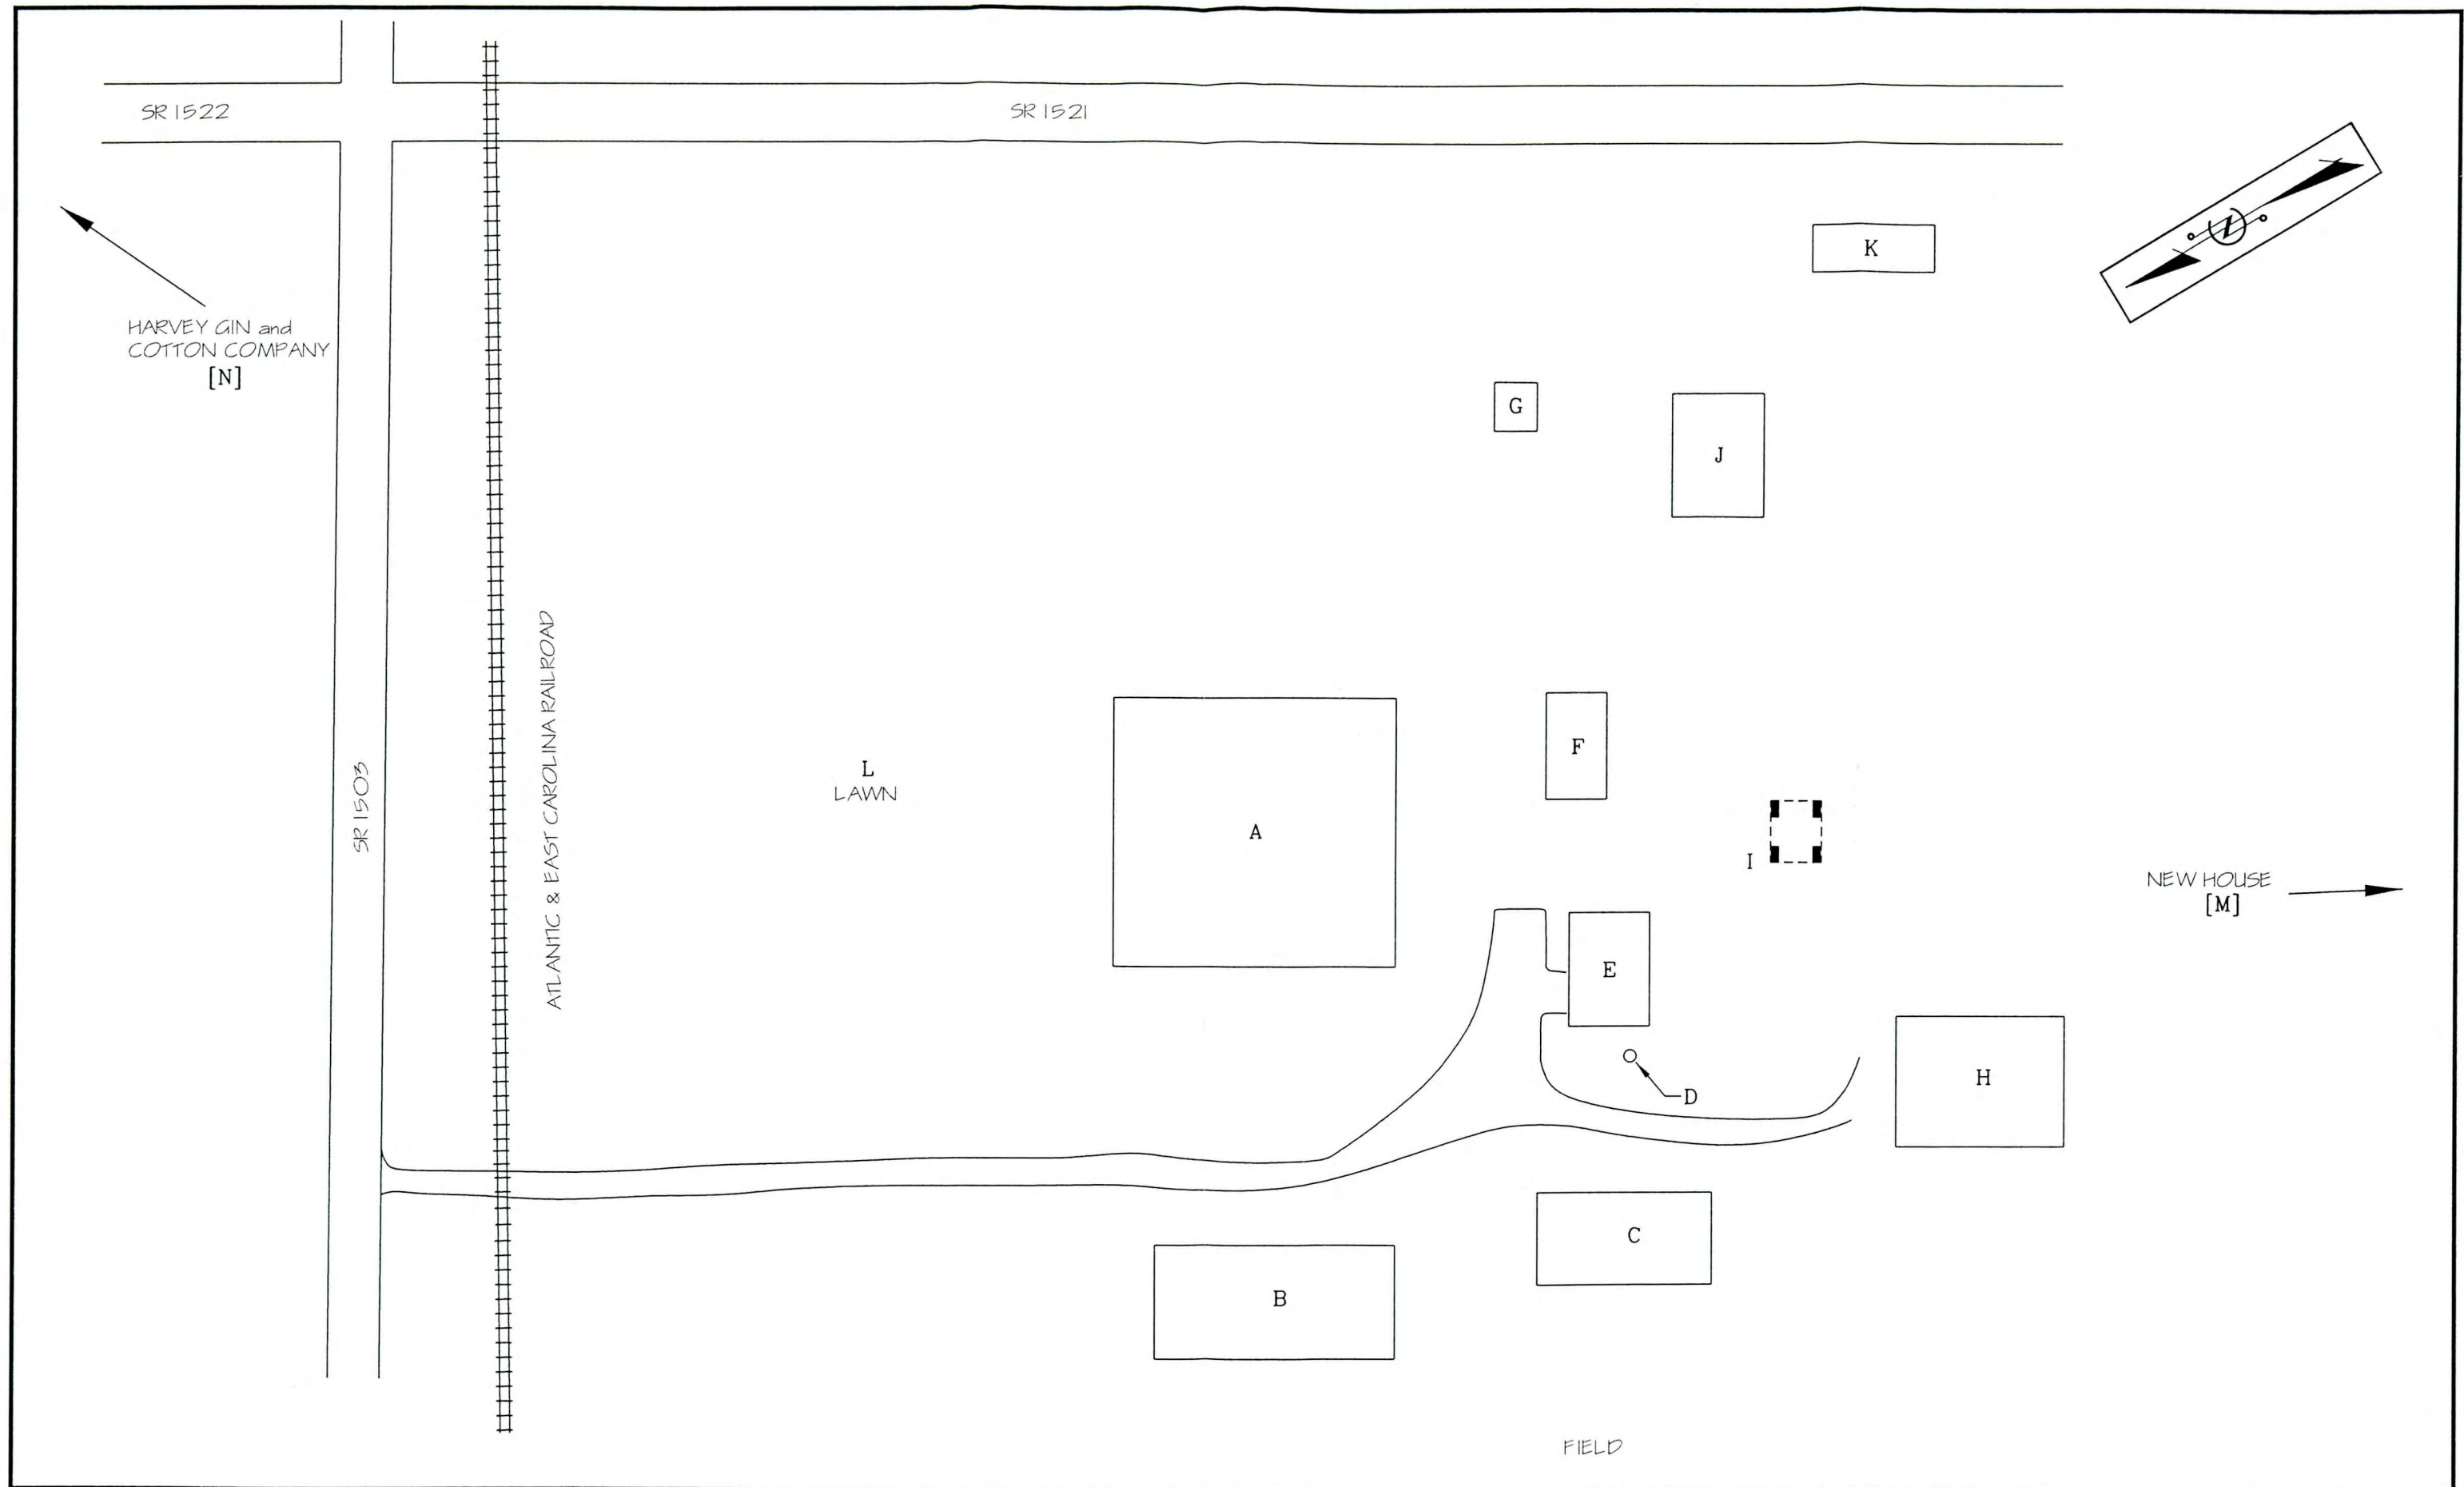 SR 1522
SR 1521
K
HARVEY GIN and
COTTON COMPANY
[N]
G
J
ATLANTIC & EAST CAROLINA RAILROAD
SR 1503
L
LAWN
F
A
I
NEW HOUSE
[M]
E
D
H
C
B
FIELD